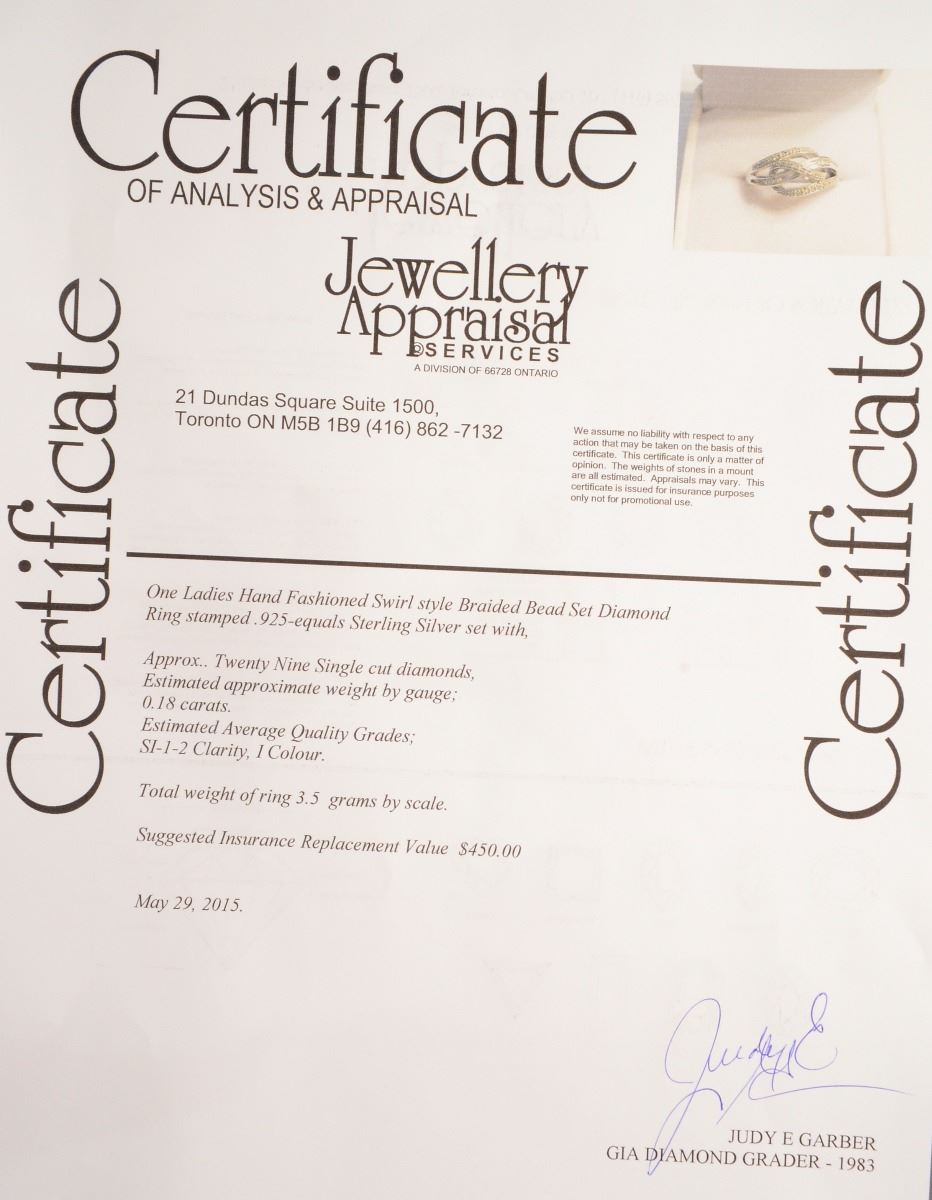 Certificate
OF ANALYSIS & APPRAISAL
Jewellery
Appraisal
SERVICES
A DIVISION OF 66728 ONTARIO
21 Dundas Square Suite 1500,
Toronto ON M5B 1B9 (416) 862 -7132
We assume no liability with respect to any
action that may be taken on the basis of this
certificate. This certificate is only a matter of
opinion. The weights of stones in a mount
are all estimated. Appraisals may vary. This
certificate is issued for insurance purposes
only not for promotional use.
Certificate
Certificate
One Ladies Hand Fashioned Swirl style Braided Bead Set Diamond
Ring stamped .925-equals Sterling Silver set with,
Approx.. Twenty Nine Single cut diamonds,
Estimated approximate weight by gauge;
0.18 carats.
Estimated Average Quality Grades;
SI-1-2 Clarity, I Colour.
Total weight of ring 3.5 grams by scale.
Suggested Insurance Replacement Value $450.00
May 29, 2015.
JUDY E GARBER
GIA DIAMOND GRADER - 1983